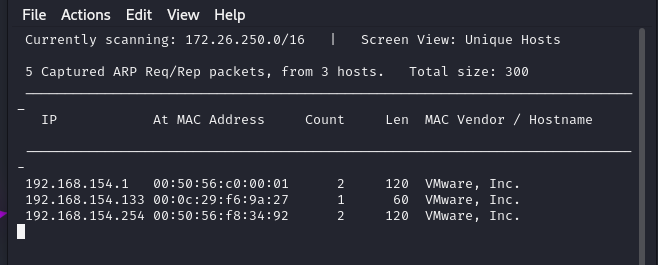 File Actions Edit View Help
Currently scanning: 172.26.250.0/16 | Screen View: Unique Hosts
5 Captured ARP Req/Rep packets, from 3 hosts. Total size: 300
_
IP At MAC Address Count Len MAC Vendor / Hostname
_
192.168.154.1 00:50:56:c0:00:01 2 120 VMware, Inc.
192.168.154.133 00:0c:29:f6:9a:27 1 60 VMware, Inc.
192.168.154.254 00:50:56:f8:34:92 2 120 VMware, Inc.